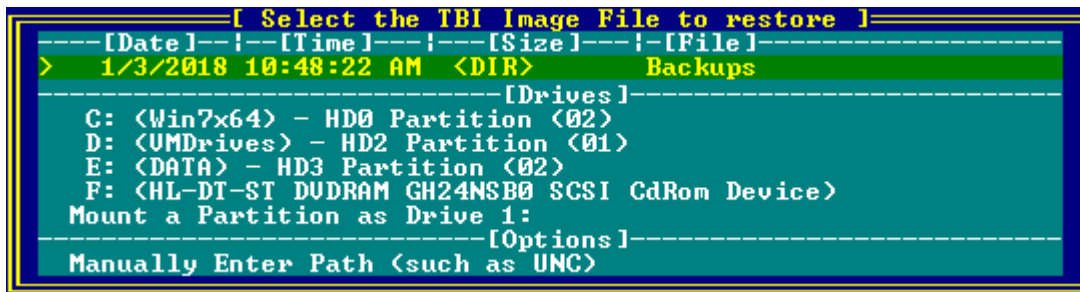 [ Select the TBI Image File to restore ]
----[Date]--¦--[Time]---¦---[Size]---¦-[File]--------------------
> 1/3/2018 10:48:22 AM <DIR> Backups
------------------------------[Drives]-----------------------------
C: (Win7x64) - HD0 Partition (02)
D: (VMDrives) - HD2 Partition (01)
E: (DATA) - HD3 Partition (02)
F: (HL-DT-ST DVDRAM GH24NSB0 SCSI CdRom Device)
Mount a Partition as Drive 1:
-----------------------------[Options]----------------------------
Manually Enter Path (such as UNC)